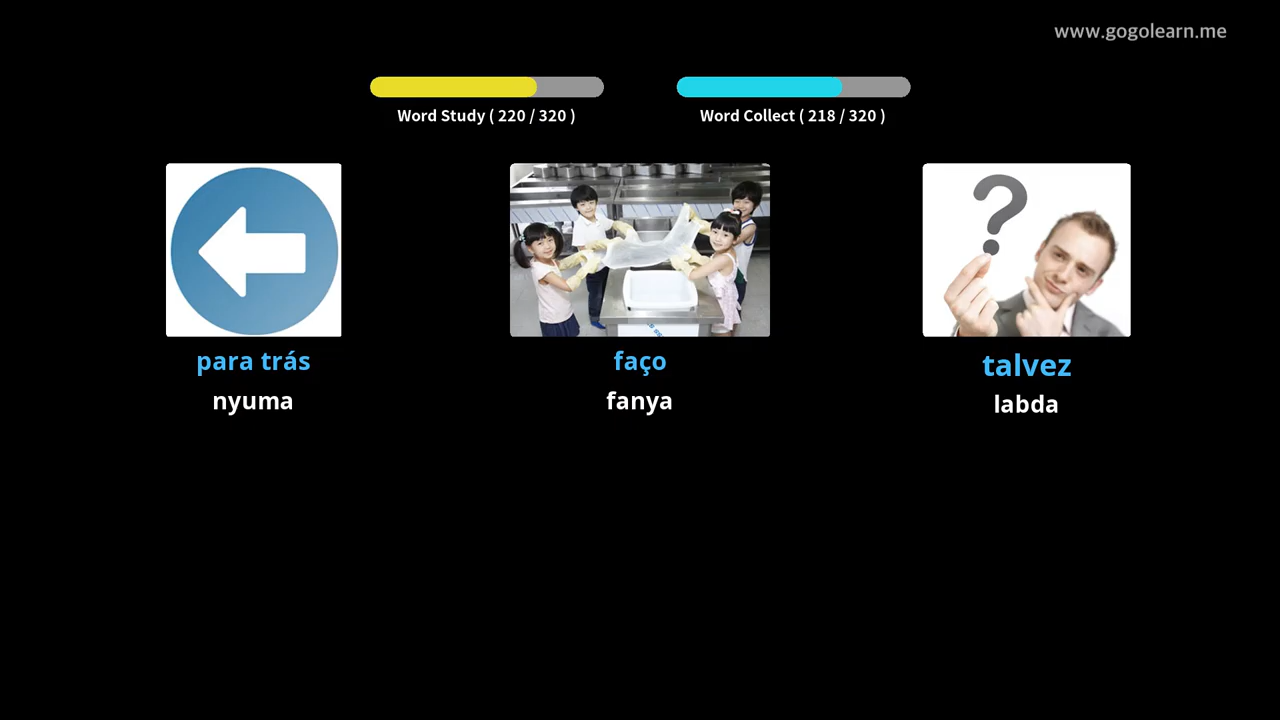 www.gogolearn.me
Word Study ( 220 / 320 )
Word Collect ( 218 / 320 )
para trás
faço
talvez
nyuma
fanya
labda